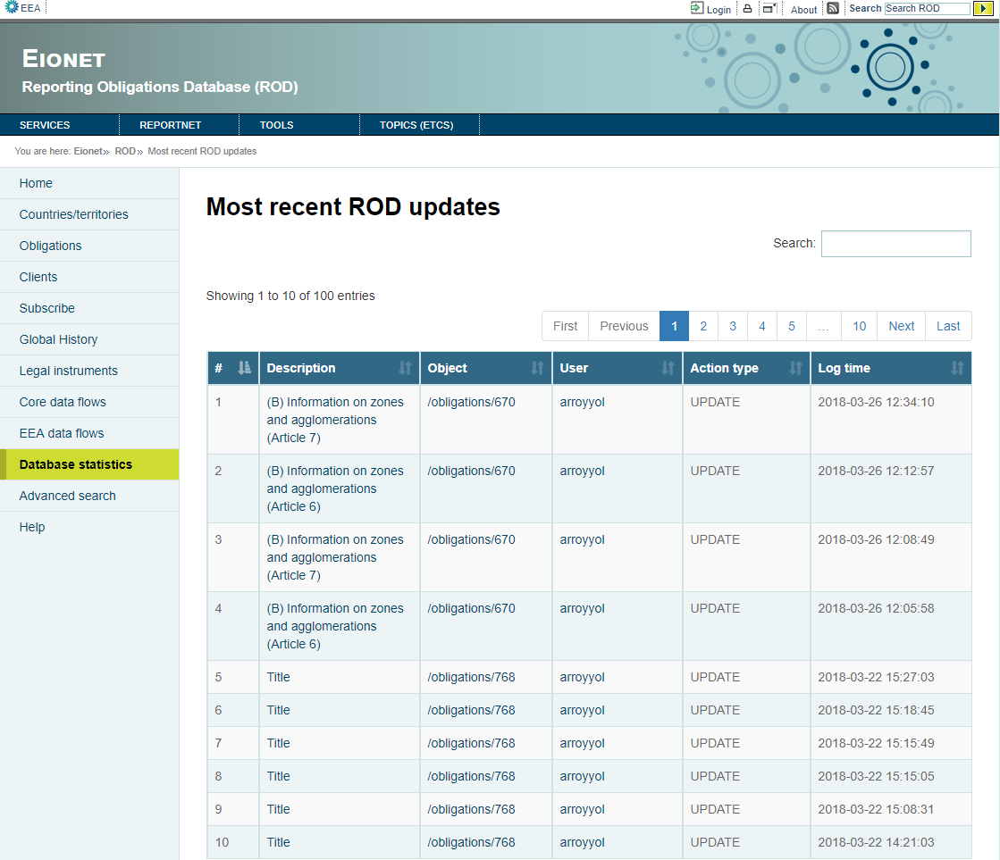 EEA
Login
About
Search
Search ROD
EIONET
Reporting Obligations Database (ROD)
SERVICES
REPORTNET
TOOLS
TOPICS (ETCS)
You are here: Eionet» ROD» Most recent ROD updates
Home
Countries/territories
Obligations
Clients
Subscribe
Global History
Legal instruments
Core data flows
EEA data flows
Database statistics
Advanced search
Help
Most recent ROD updates
Search:
Showing 1 to 10 of 100 entries
First Previous 1 2 3 4 5 … 10 Next Last
# Description Object User Action type Log time
1 (B) Information on zones /obligations/670 arroyyol UPDATE 2018-03-26 12:34:10
and agglomerations
(Article 7)
2 (B) Information on zones /obligations/670 arroyyol UPDATE 2018-03-26 12:12:57
and agglomerations
(Article 6)
3 (B) Information on zones /obligations/670 arroyyol UPDATE 2018-03-26 12:08:49
and agglomerations
(Article 7)
4 (B) Information on zones /obligations/670 arroyyol UPDATE 2018-03-26 12:05:58
and agglomerations
(Article 6)
5 Title /obligations/768 arroyyol UPDATE 2018-03-22 15:27:03
6 Title /obligations/768 arroyyol UPDATE 2018-03-22 15:18:45
7 Title /obligations/768 arroyyol UPDATE 2018-03-22 15:15:49
8 Title /obligations/768 arroyyol UPDATE 2018-03-22 15:15:05
9 Title /obligations/768 arroyyol UPDATE 2018-03-22 15:08:31
10 Title /obligations/768 arroyyol UPDATE 2018-03-22 14:21:03